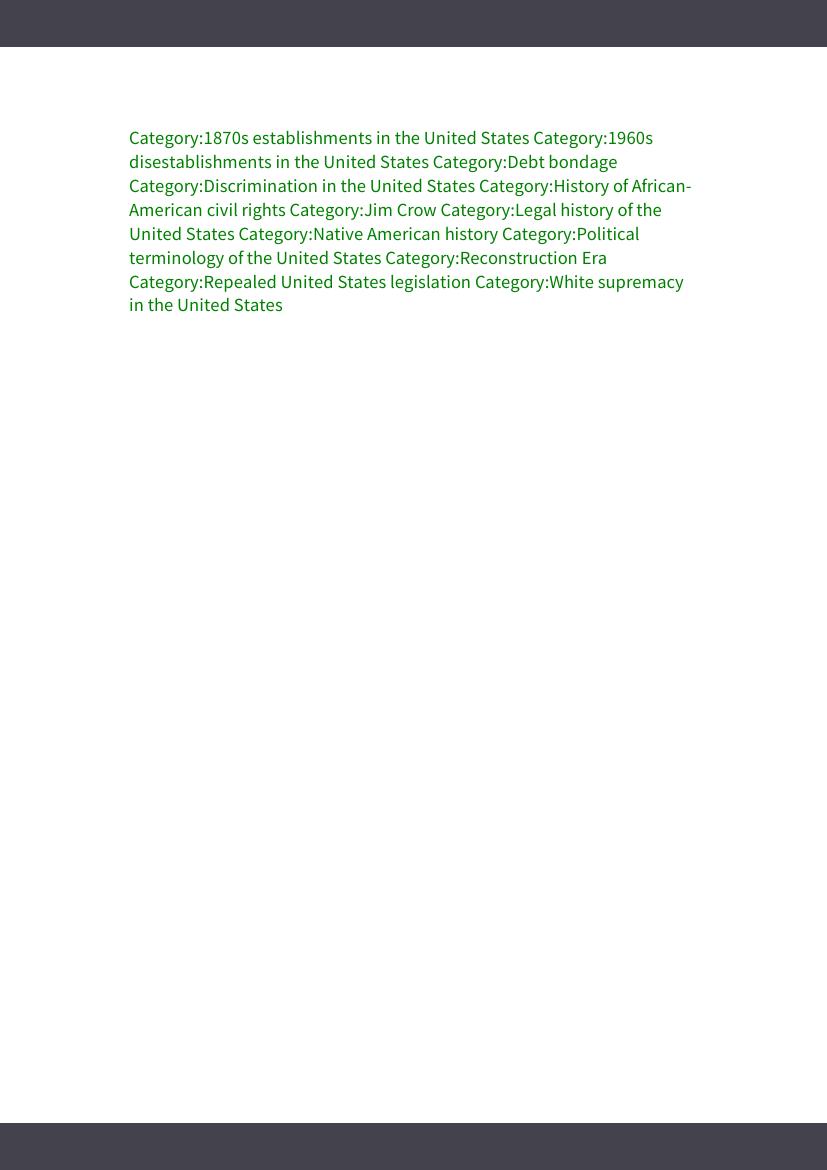 Category:1870s establishments in the United States Category:1960s
disestablishments in the United States Category:Debt bondage
Category:Discrimination in the United States Category:History of African-
American civil rights Category:Jim Crow Category:Legal history of the
United States Category:Native American history Category:Political
terminology of the United States Category:Reconstruction Era
Category:Repealed United States legislation Category:White supremacy
in the United States